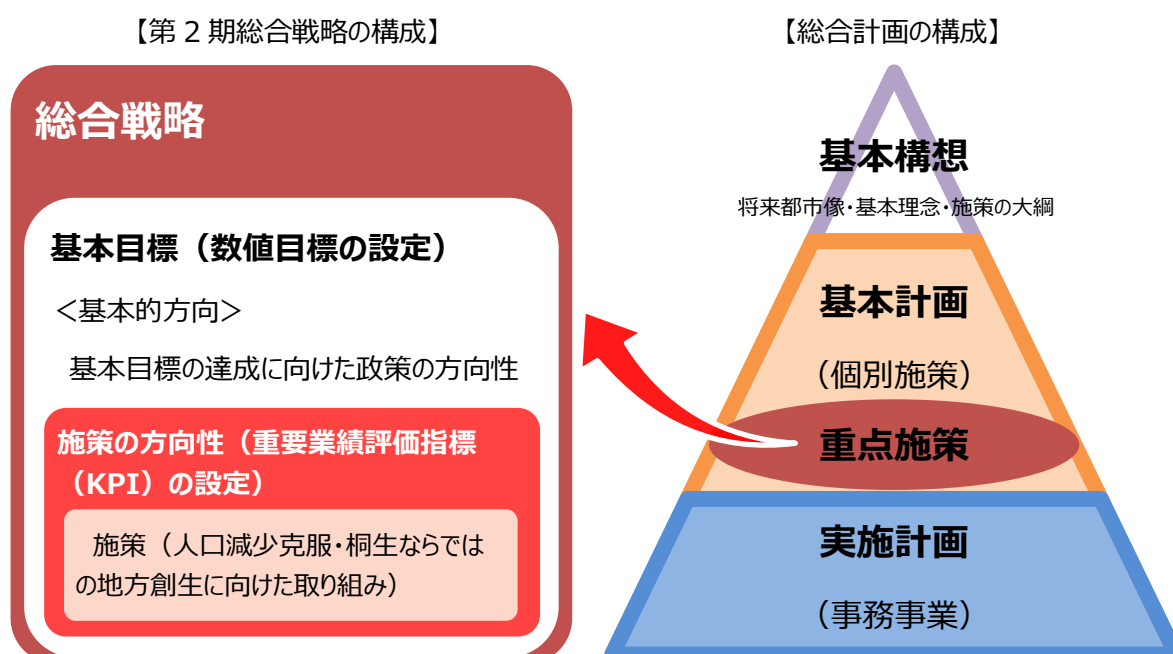 【第２期総合戦略の構成】
総合戦略
基本目標（数値目標の設定）
＜基本的方向＞
基本目標の達成に向けた政策の方向性
施策の方向性（重要業績評価指標
（KPI）の設定）
施策（人口減少克服・桐生ならでは
の地方創生に向けた取り組み）
【総合計画の構成】
基本構想
将来都市像・基本理念・施策の大綱
基本計画
（個別施策）
重点施策
実施計画
（事務事業）